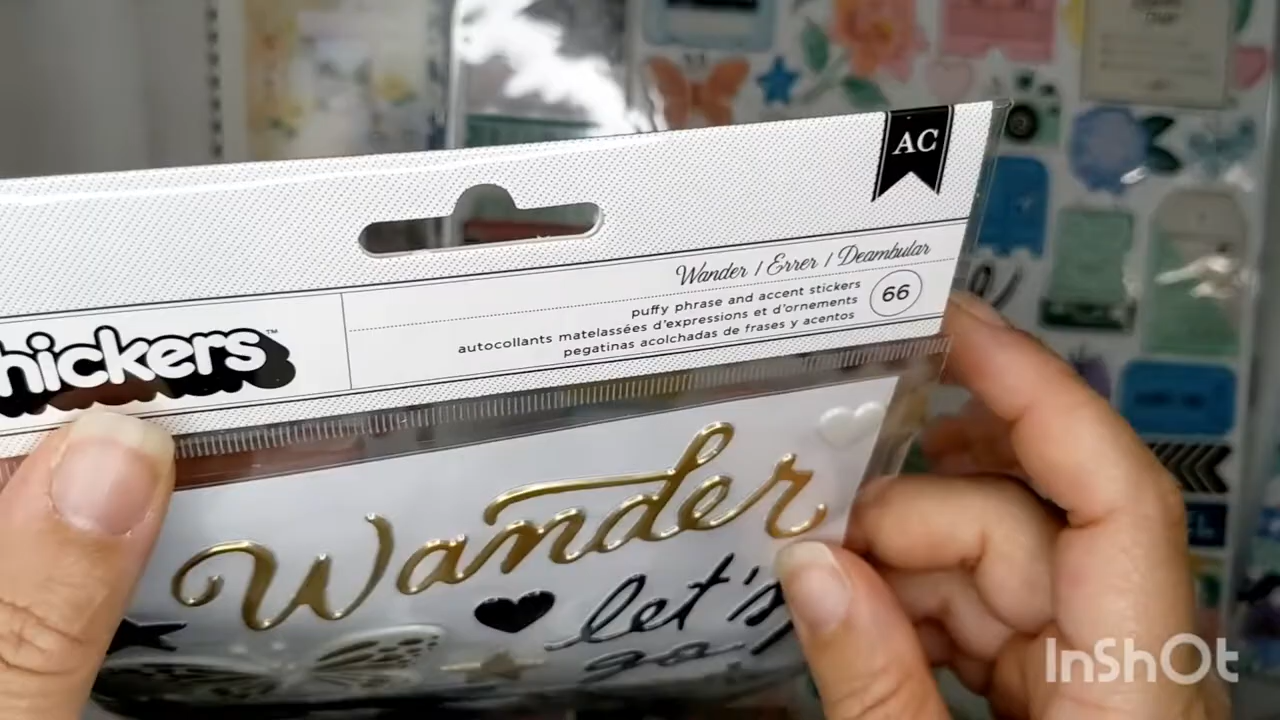 AC
Wander / Errer / Deambular
puffy phrase and accent stickers
autocollants matelassées d'expressions et d'ornements
pegatinas acolchadas de frases y acentos
66
hickers™
Wander
let's
go,
InShOt